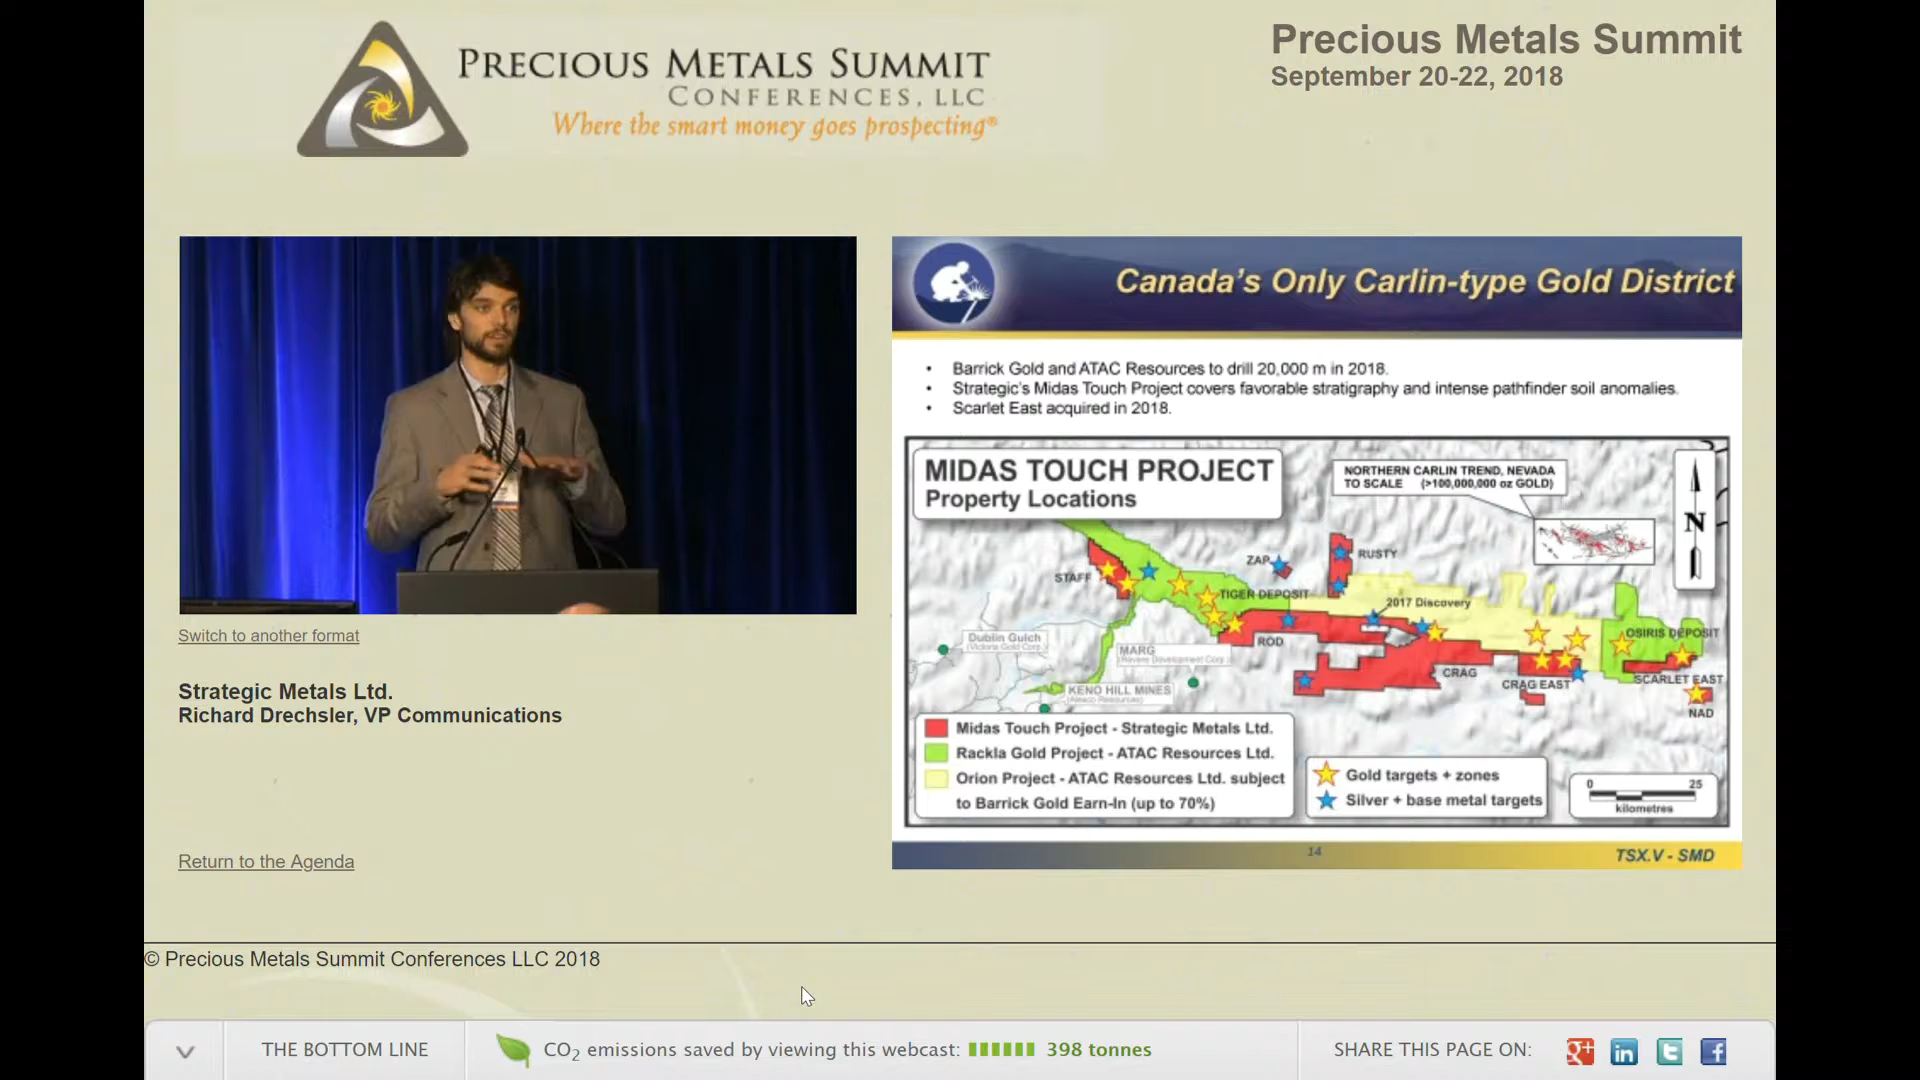 PRECIOUS METALS SUMMIT
CONFERENCES, LLC
Where the smart money goes prospecting®
Precious Metals Summit
September 20-22, 2018
Switch to another format
Strategic Metals Ltd.
Richard Drechsler, VP Communications
Return to the Agenda
Canada's Only Carlin-type Gold District
• Barrick Gold and ATAC Resources to drill 20,000 m in 2018.
• Strategic's Midas Touch Project covers favorable stratigraphy and intense pathfinder soil anomalies.
• Scarlet East acquired in 2018.
MIDAS TOUCH PROJECT
Property Locations
NORTHERN CARLIN TREND, NEVADA
TO SCALE (>100,000,000 oz GOLD)
N
STAFF
ZAP
RUSTY
TIGER DEPOSIT
2017 Discovery
Dublin Gulch
(Victoria Gold Corp.)
MARG
ROD
OSIRIS DEPOSIT
CRAG
CRAG EAST
SCARLET EAST
KENO HILL MINES
NAD
Midas Touch Project - Strategic Metals Ltd.
Rackla Gold Project - ATAC Resources Ltd.
Orion Project - ATAC Resources Ltd. subject
to Barrick Gold Earn-In (up to 70%)
Gold targets + zones
Silver + base metal targets
0 25
kilometres
14
TSX.V - SMD
© Precious Metals Summit Conferences LLC 2018
THE BOTTOM LINE
CO2 emissions saved by viewing this webcast: 398 tonnes
SHARE THIS PAGE ON:
g+ in t f